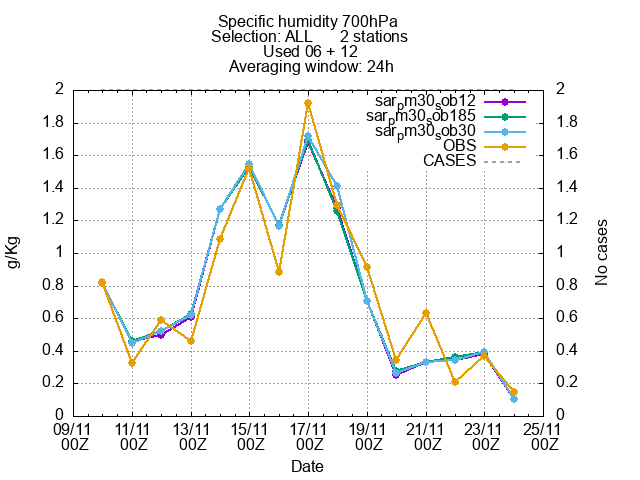 Specific humidity 700hPa
Selection: ALL 2 stations
Used 06 + 12
Averaging window: 24h
2 2
1.8 1.8
1.6 1.6
1.4 1.4
1.2 1.2
1 1
0.8 0.8
0.6 0.6
0.4 0.4
0.2 0.2
0 0
sarpm30sob12
sarpm30sob185
sarpm30sob30
OBS
CASES
g/Kg
No cases
09/11 11/11 13/11 15/11 17/11 19/11 21/11 23/11 25/11
00Z 00Z 00Z 00Z 00Z 00Z 00Z 00Z 00Z
Date